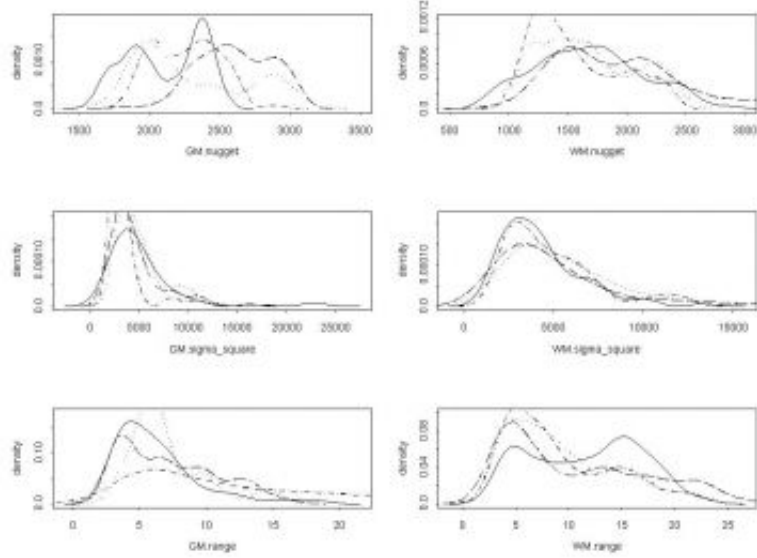 density
0.0 0.0010
1500 2000 2500 3000 3500
GM.nugget
density
0.0 0.0006 0.0012
500 1000 1500 2000 2500 3000
WM.nugget
density
0.0 0.00010
0 5000 10000 15000 20000 25000
GM.sigma_square
density
0.0 0.00010
0 5000 10000 15000
WM.sigma_square
density
0.0 0.10
0 5 10 15 20
GM.range
density
0.0 0.04 0.08
0 5 10 15 20 25
WM.range